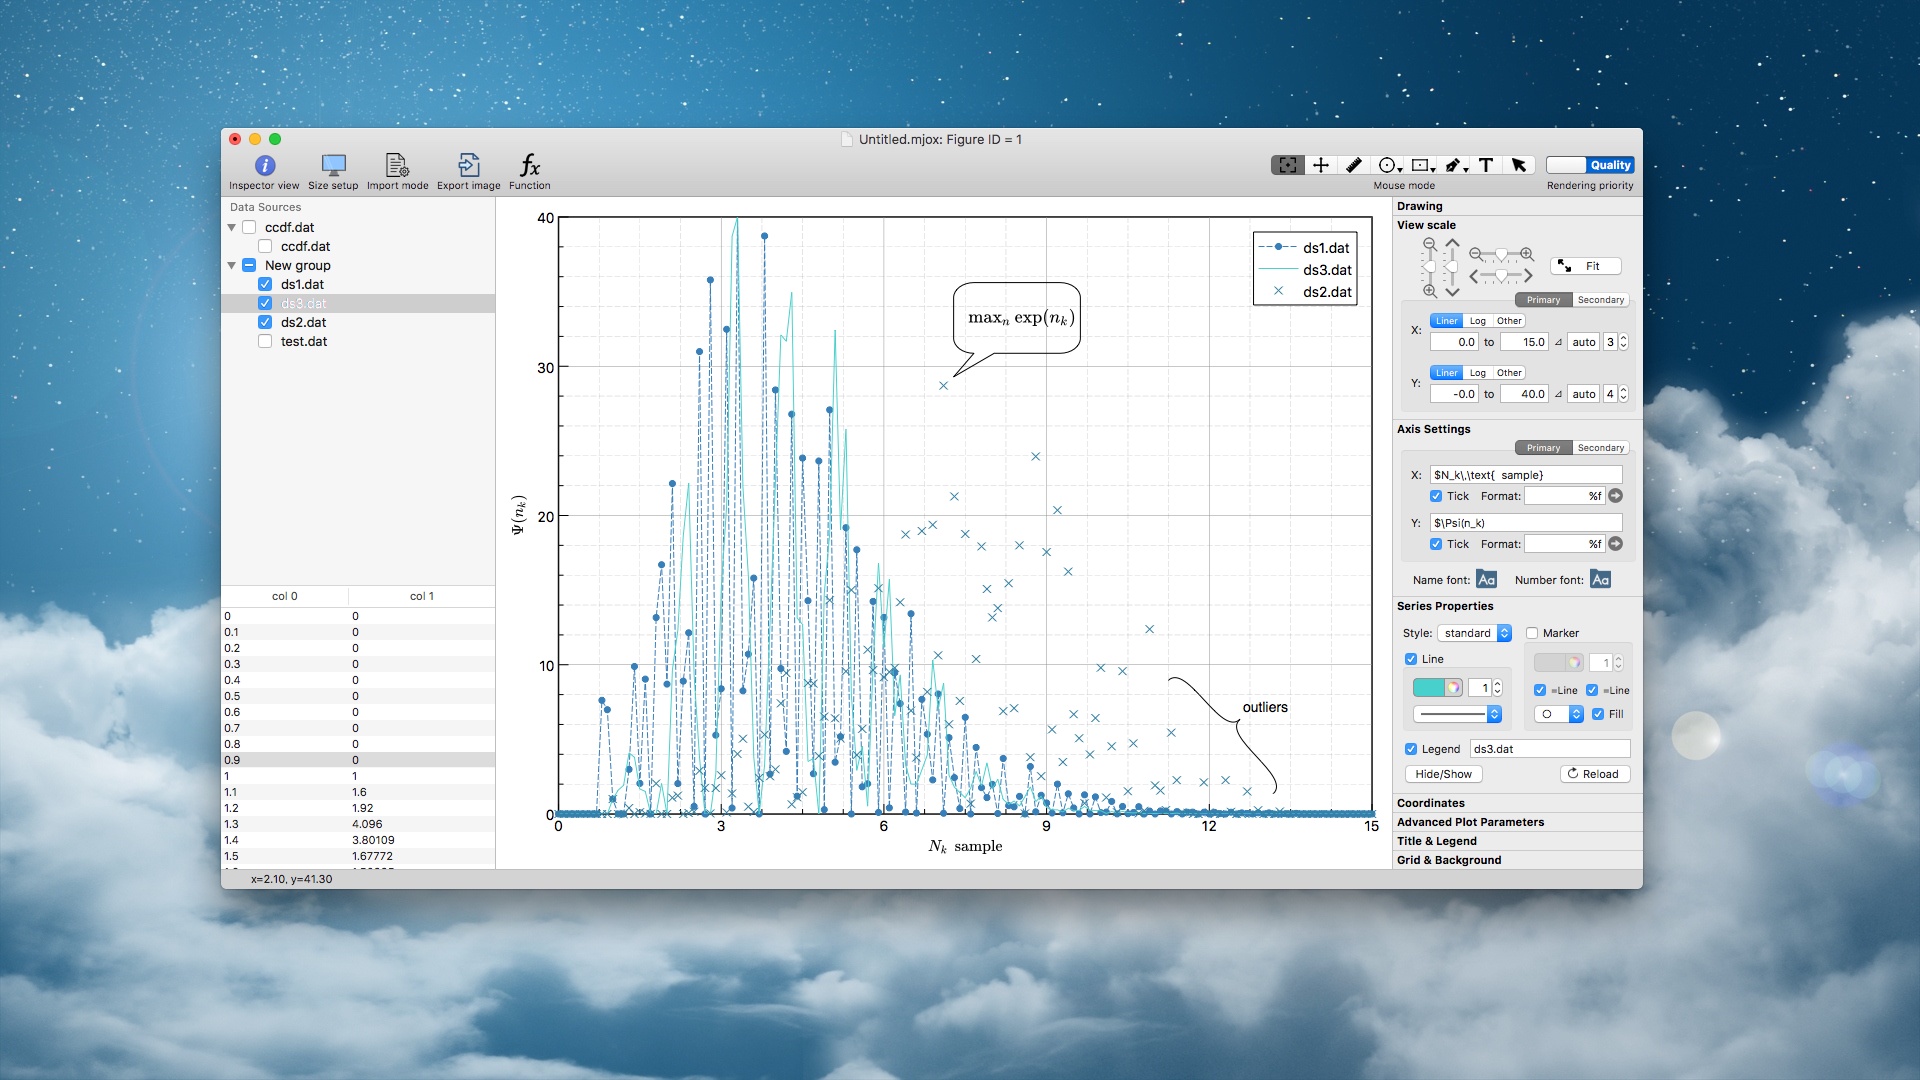 Untitled.mjox: Figure ID = 1
Inspector view Size setup Import mode Export image fx Function
T Mouse mode
Quality
Rendering priority
Data Sources
ccdf.dat
ccdf.dat
New group
ds1.dat
ds3.dat
ds2.dat
test.dat
col 0 col 1
0 0
0.1 0
0.2 0
0.3 0
0.4 0
0.5 0
0.6 0
0.7 0
0.8 0
0.9 0
1 1
1.1 1.6
1.2 1.92
1.3 4.096
1.4 3.80109
1.5 1.67772
x=2.10, y=41.30
40
30
20
10
0
Ψ(n_k)
0 3 6 9 12 15
N_k sample
max_n exp(n_k)
outliers
ds1.dat
ds3.dat
ds2.dat
Drawing
View scale
Fit
Primary Secondary
Liner Log Other
X: 0.0 to 15.0 ⊿ auto 3
Liner Log Other
Y: -0.0 to 40.0 ⊿ auto 4
Axis Settings
Primary Secondary
X: $N_k\,\text{ sample}
Tick Format: %f
Y: $\Psi(n_k)
Tick Format: %f
Name font: Aa Number font: Aa
Series Properties
Style: standard Marker
Line 1
1 =Line =Line
Fill
Legend ds3.dat
Hide/Show Reload
Coordinates
Advanced Plot Parameters
Title & Legend
Grid & Background